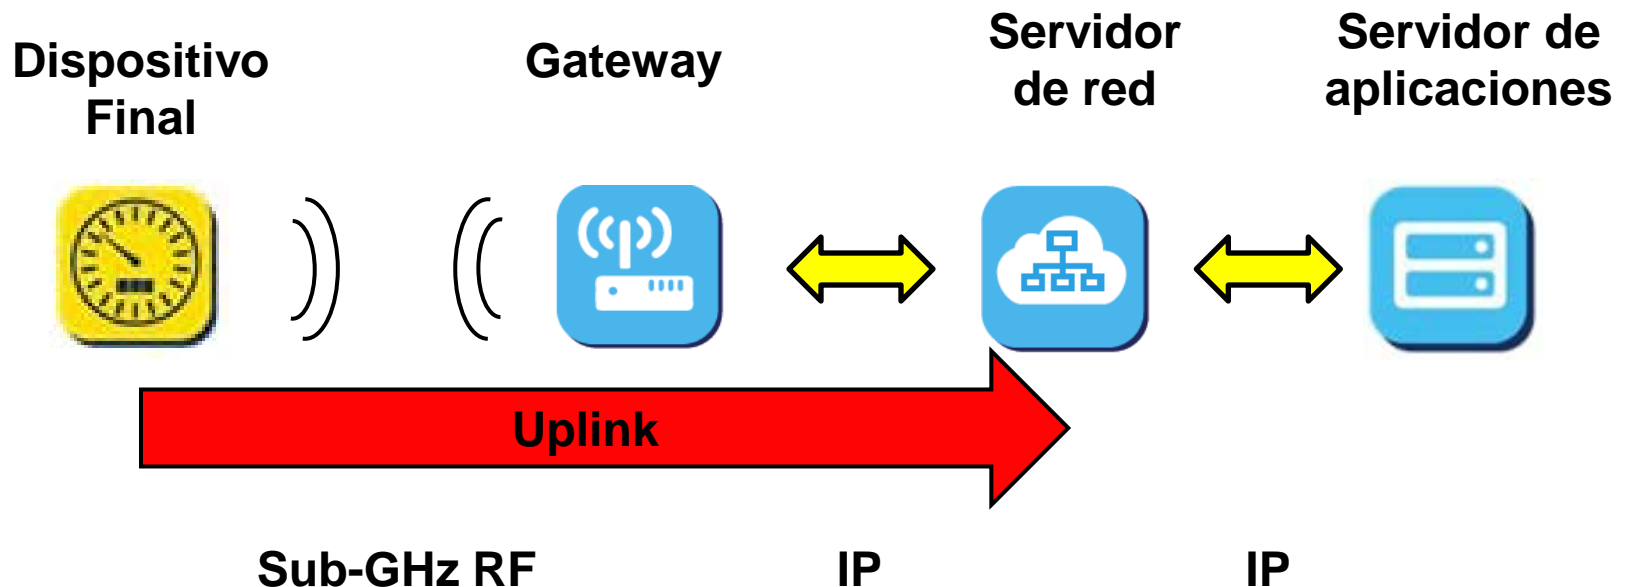 Dispositivo
Final
Gateway
Servidor
de red
Servidor de
aplicaciones
Uplink
Sub-GHz RF
IP
IP